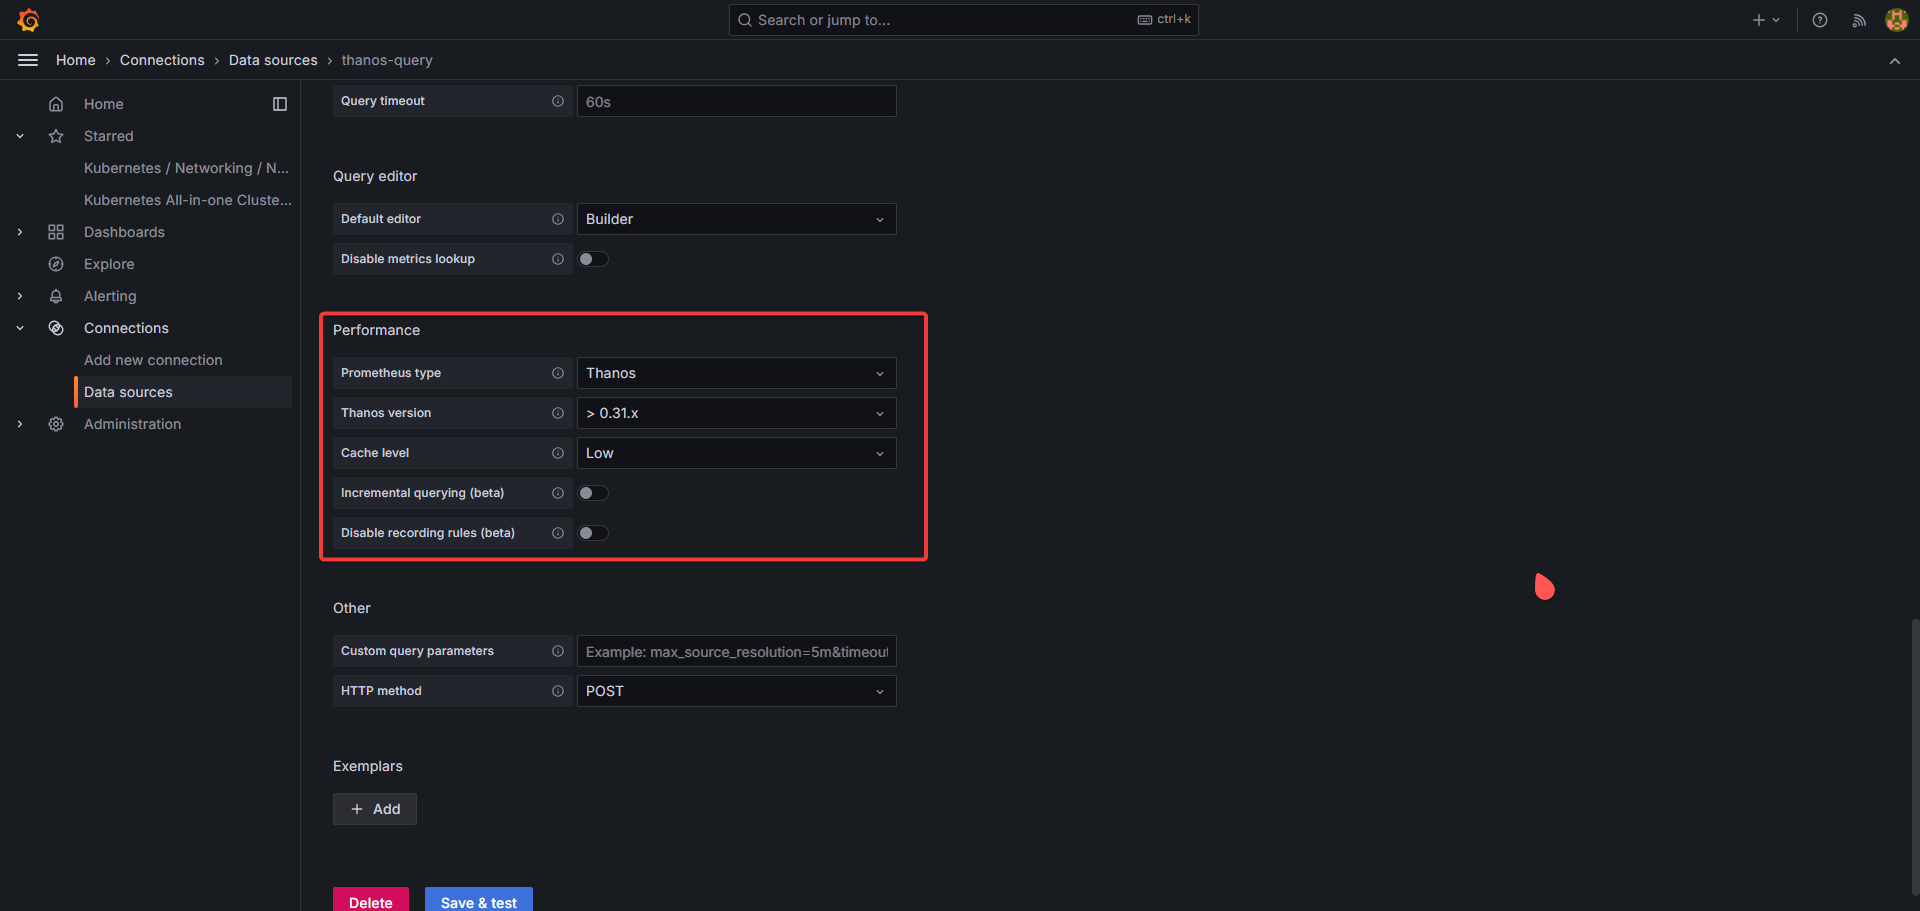 Search or jump to...
ctrl+k
Home › Connections › Data sources › thanos-query
Home
Starred
Kubernetes / Networking / N...
Kubernetes All-in-one Cluste...
Dashboards
Explore
Alerting
Connections
Add new connection
Data sources
Administration
Query timeout
60s
Query editor
Default editor
Builder
Disable metrics lookup
Performance
Prometheus type
Thanos
Thanos version
> 0.31.x
Cache level
Low
Incremental querying (beta)
Disable recording rules (beta)
Other
Custom query parameters
Example: max_source_resolution=5m&timeout
HTTP method
POST
Exemplars
Add
Delete
Save & test